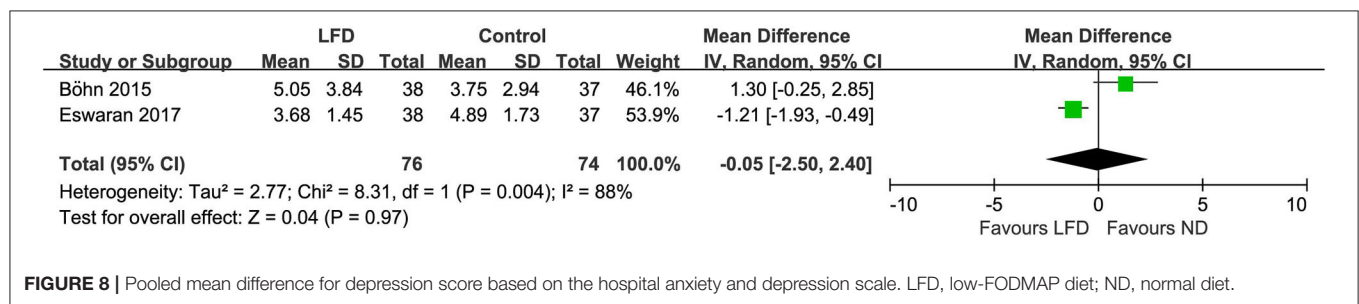 LFD Control Mean Difference Mean Difference
Study or Subgroup Mean SD Total Mean SD Total Weight IV, Random, 95% CI IV, Random, 95% CI
Böhn 2015 5.05 3.84 38 3.75 2.94 37 46.1% 1.30 [-0.25, 2.85]
Eswaran 2017 3.68 1.45 38 4.89 1.73 37 53.9% -1.21 [-1.93, -0.49]
Total (95% CI) 76 74 100.0% -0.05 [-2.50, 2.40]
Heterogeneity: Tau² = 2.77; Chi² = 8.31, df = 1 (P = 0.004); I² = 88%
Test for overall effect: Z = 0.04 (P = 0.97)
-10 -5 0 5 10
Favours LFD Favours ND
FIGURE 8 | Pooled mean difference for depression score based on the hospital anxiety and depression scale. LFD, low-FODMAP diet; ND, normal diet.